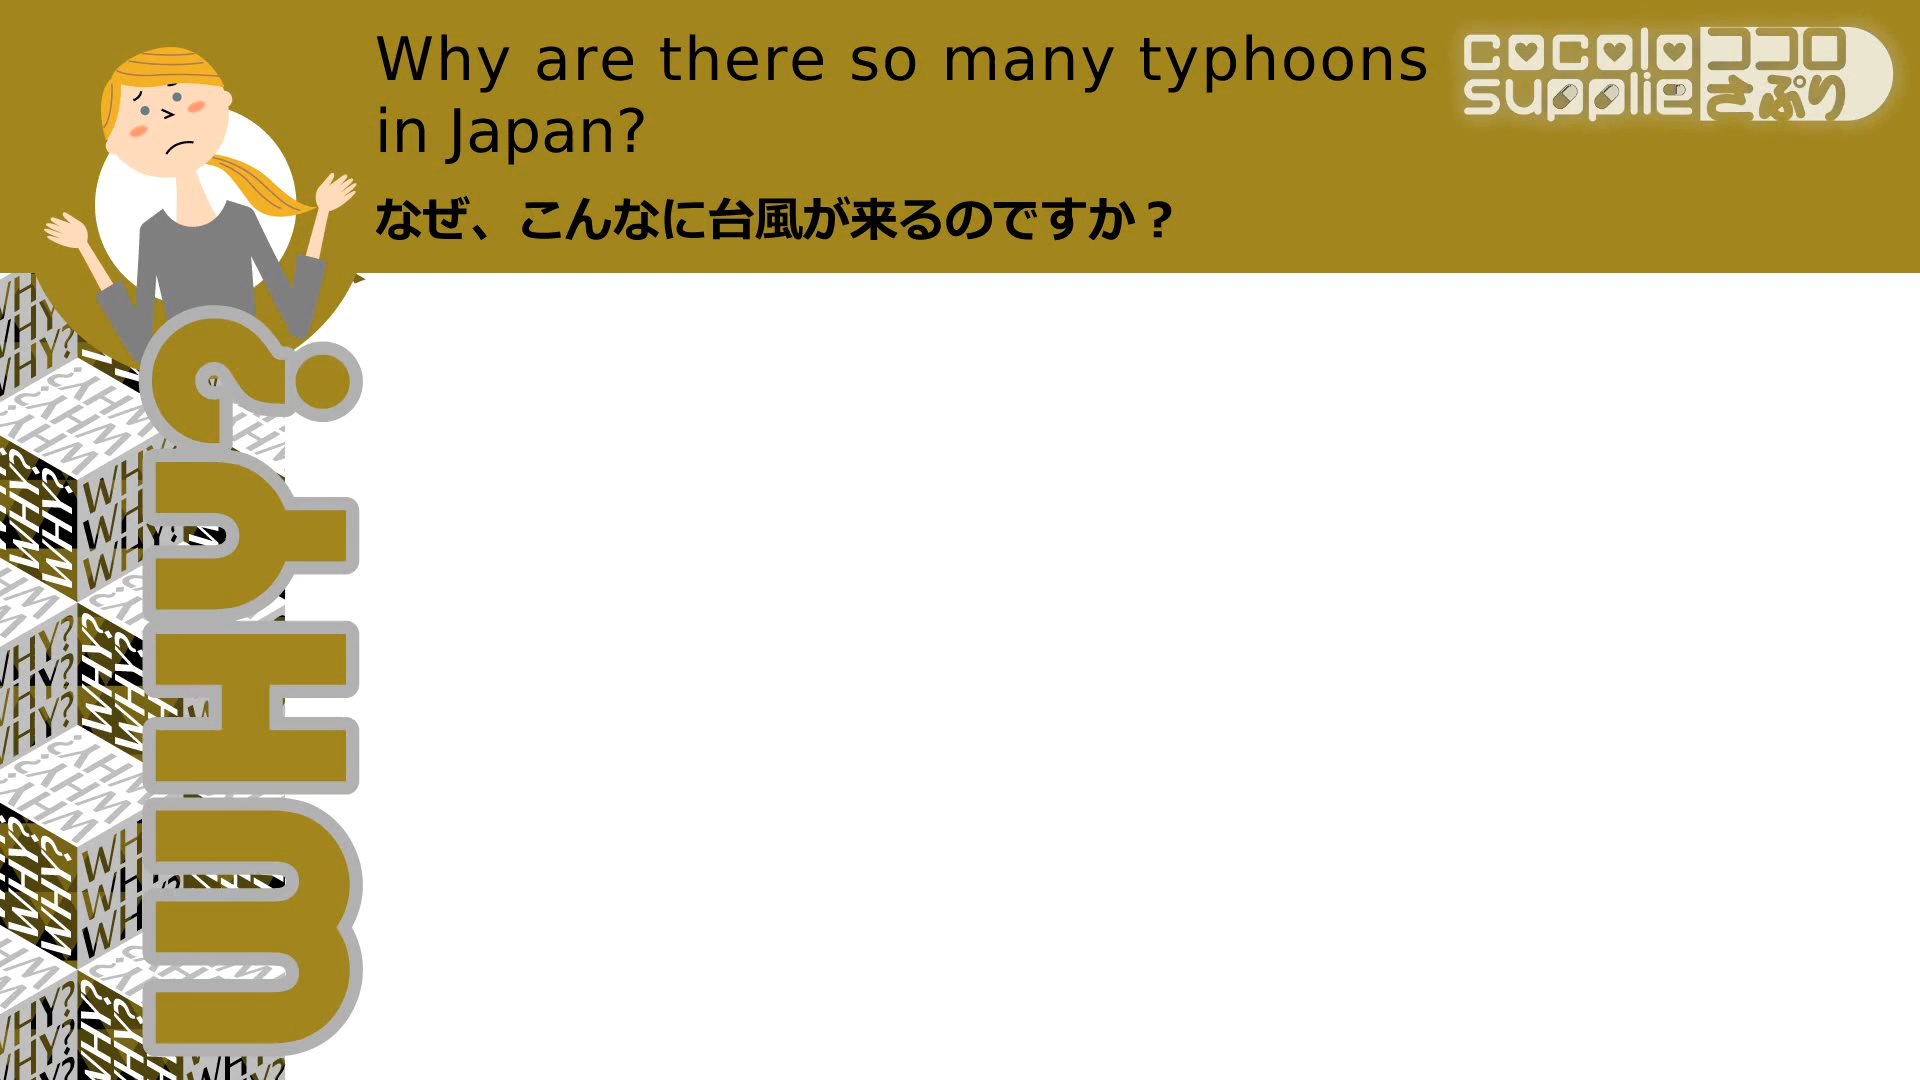 Why are there so many typhoons
in Japan?
なぜ、こんなに台風が来るのですか？
cocolo
supplie
ココロ
さぷり
WHY?